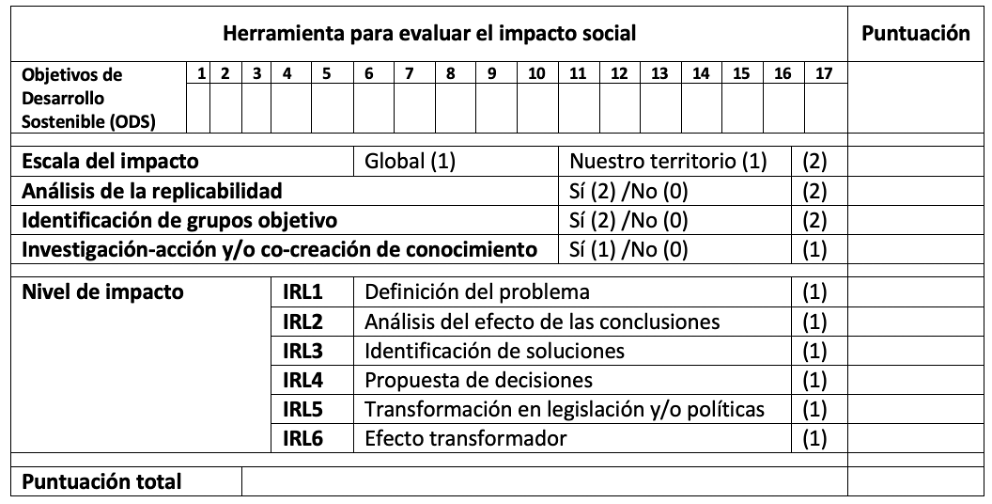 Herramienta para evaluar el impacto social Puntuación
Objetivos de 1 2 3 4 5 6 7 8 9 10 11 12 13 14 15 16 17
Desarrollo
Sostenible (ODS)
Escala del impacto Global (1) Nuestro territorio (1) (2)
Análisis de la replicabilidad Sí (2) /No (0) (2)
Identificación de grupos objetivo Sí (2) /No (0) (2)
Investigación-acción y/o co-creación de conocimiento Sí (1) /No (0) (1)
Nivel de impacto IRL1 Definición del problema (1)
IRL2 Análisis del efecto de las conclusiones (1)
IRL3 Identificación de soluciones (1)
IRL4 Propuesta de decisiones (1)
IRL5 Transformación en legislación y/o políticas (1)
IRL6 Efecto transformador (1)
Puntuación total